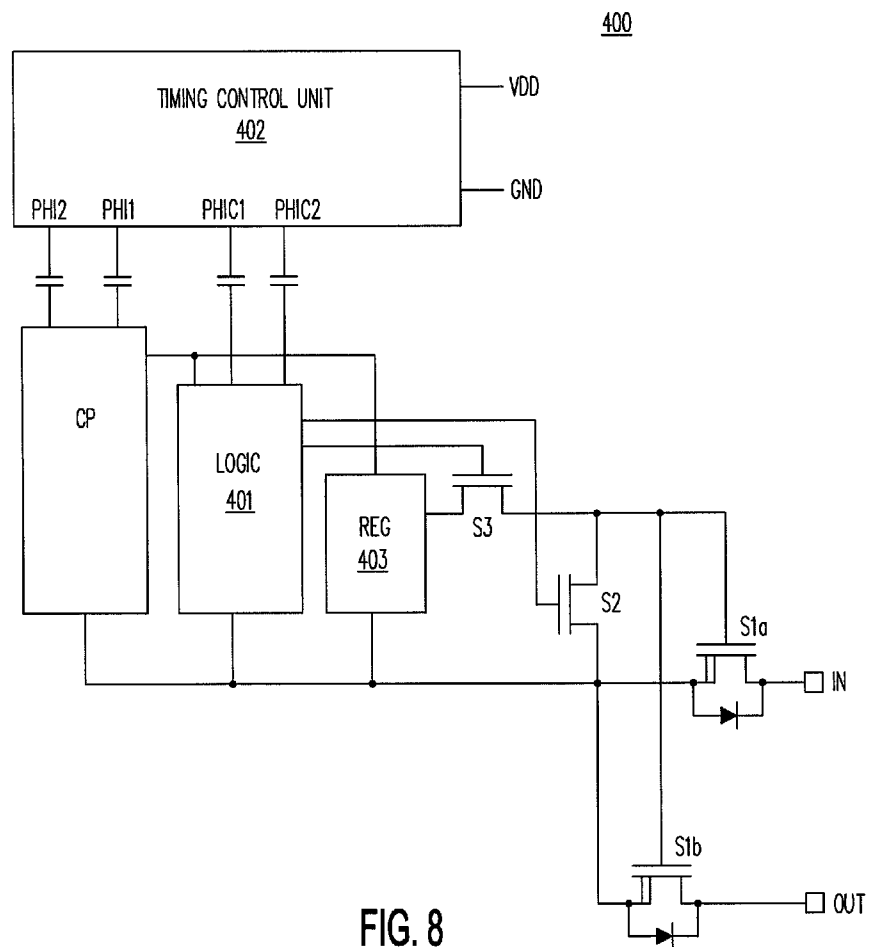 400
TIMING CONTROL UNIT
402
VDD
GND
PHI2 PHI1 PHIC1 PHIC2
CP
LOGIC
401
REG
403
S3
S2
S1a
IN
S1b
OUT
FIG. 8